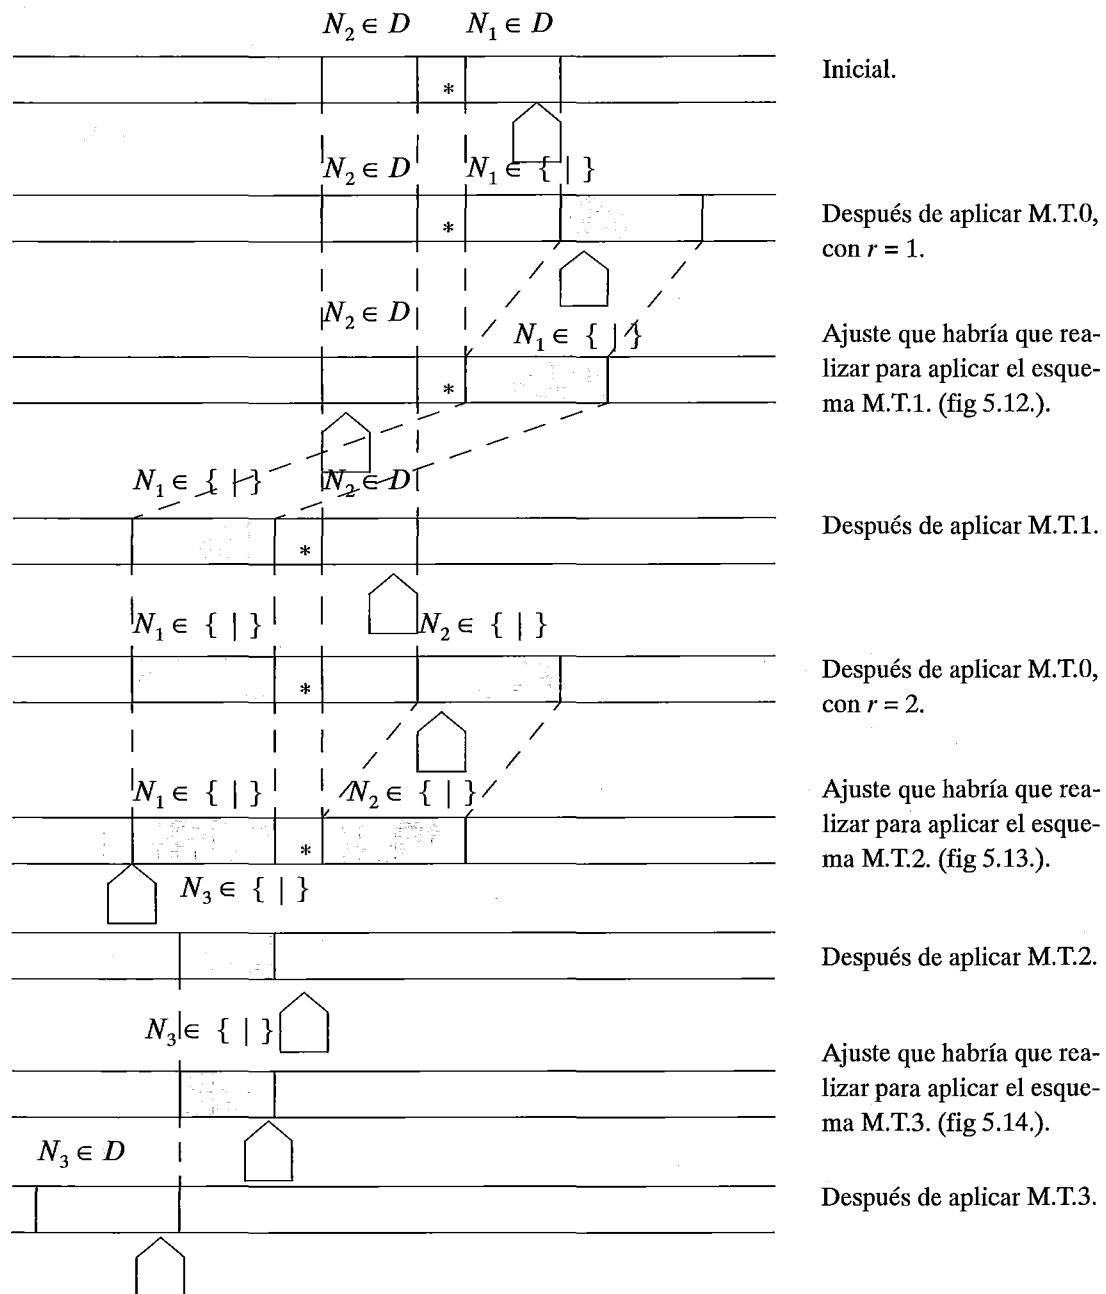 N₂ ∈ D N₁ ∈ D
Inicial.
*
N₂ ∈ D N₁ ∈ { | }
Después de aplicar M.T.0,
con r = 1.
*
N₂ ∈ D N₁ ∈ { | }
Ajuste que habría que rea-
lizar para aplicar el esque-
ma M.T.1. (fig 5.12.).
*
N₁ ∈ { | } N₂ ∈ D
Después de aplicar M.T.1.
*
N₁ ∈ { | } N₂ ∈ { | }
Después de aplicar M.T.0,
con r = 2.
*
N₁ ∈ { | } N₂ ∈ { | }
Ajuste que habría que rea-
lizar para aplicar el esque-
ma M.T.2. (fig 5.13.).
*
N₃ ∈ { | }
Después de aplicar M.T.2.
N₃ ∈ { | }
Ajuste que habría que rea-
lizar para aplicar el esque-
ma M.T.3. (fig 5.14.).
N₃ ∈ D
Después de aplicar M.T.3.